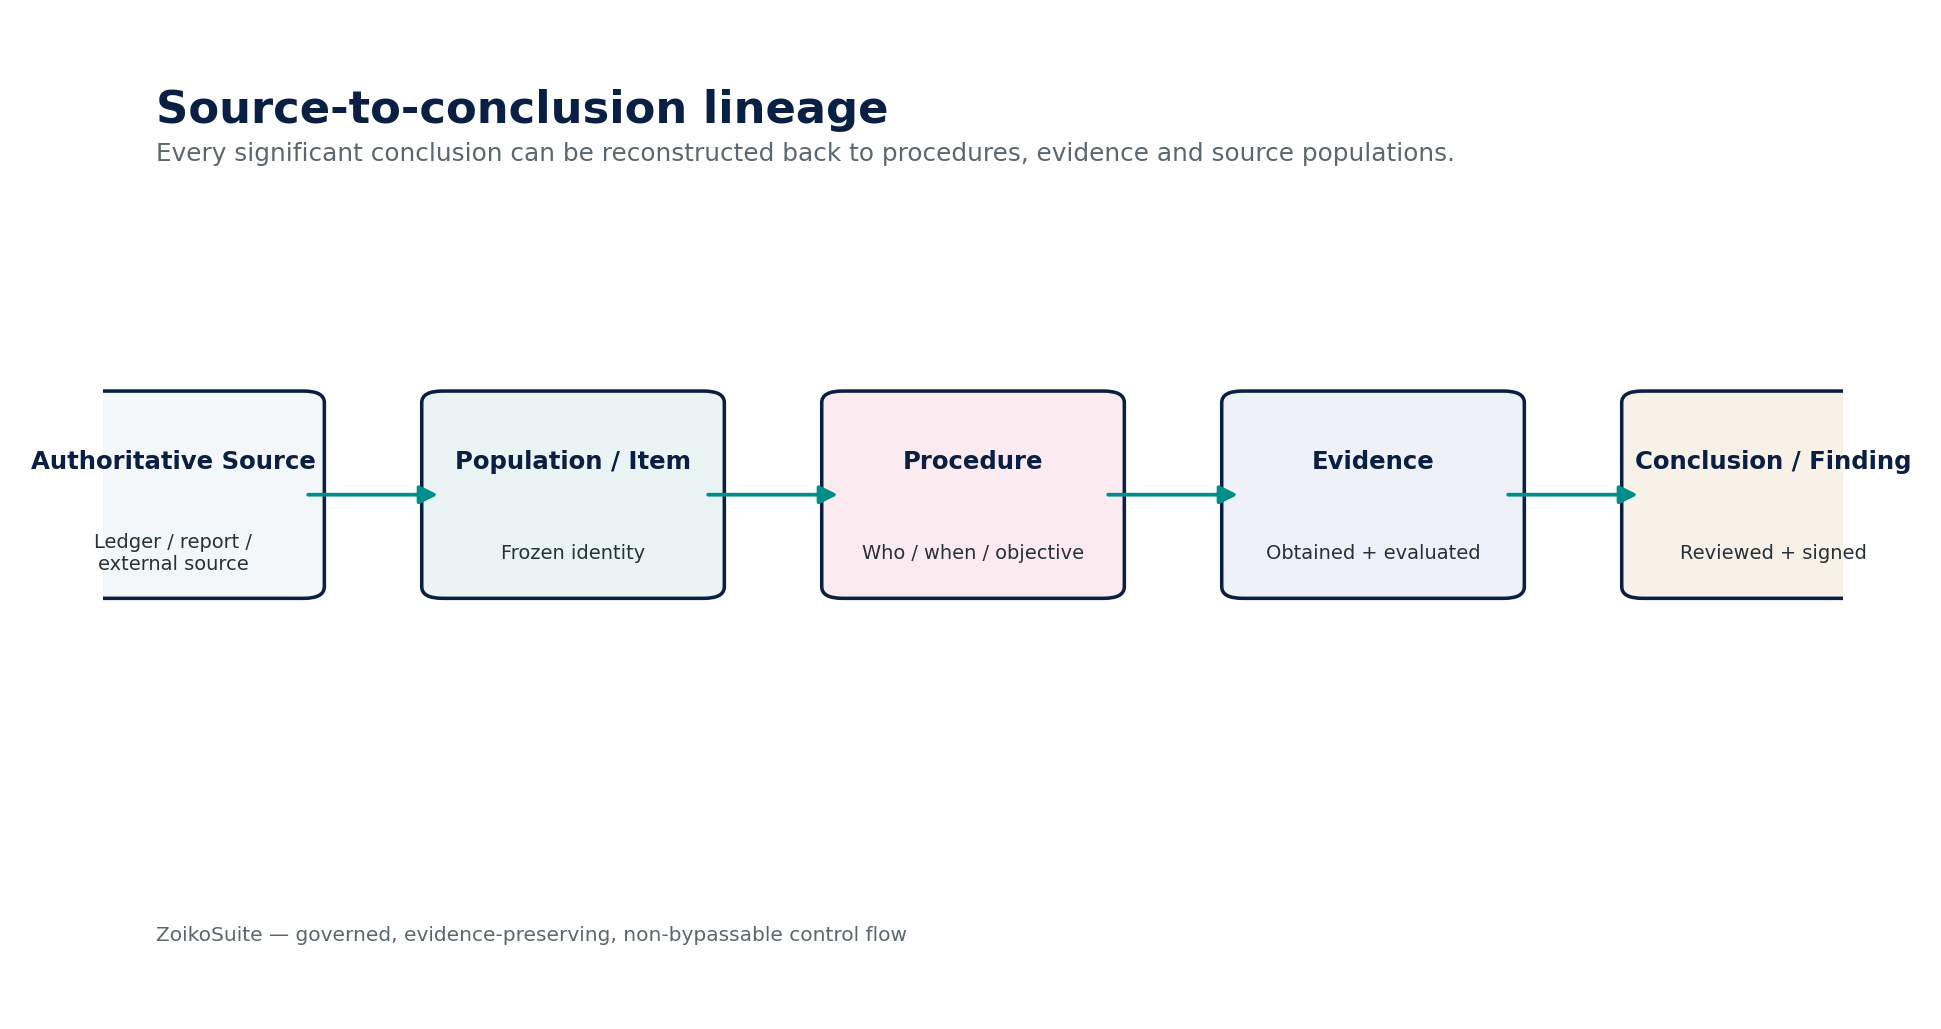 Source-to-conclusion lineage
Every significant conclusion can be reconstructed back to procedures, evidence and source populations.
Authoritative Source
Ledger / report /
external source
Population / Item
Frozen identity
Procedure
Who / when / objective
Evidence
Obtained + evaluated
Conclusion / Finding
Reviewed + signed
ZoikoSuite — governed, evidence-preserving, non-bypassable control flow